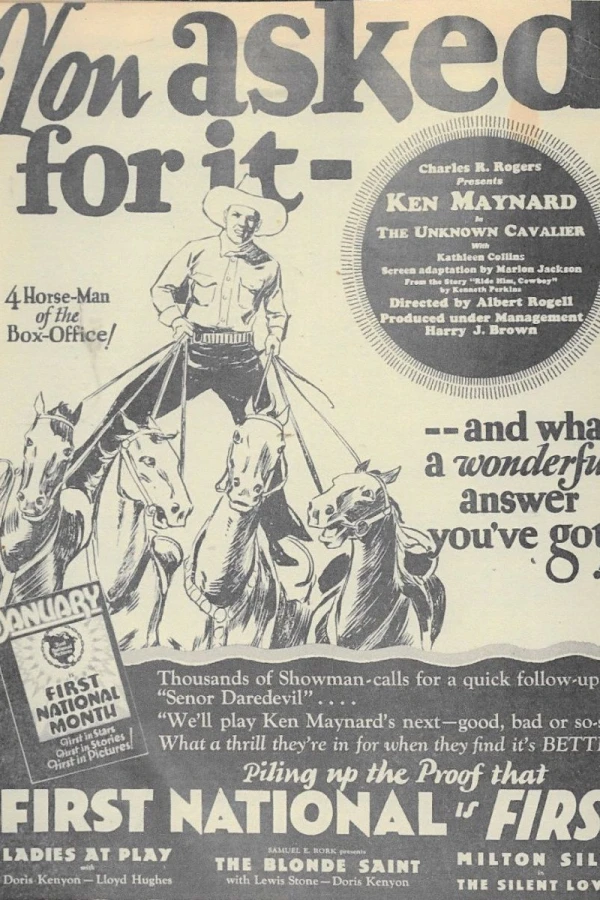 You asked
for it-
Charles R. Rogers
Presents
KEN MAYNARD
in
THE UNKNOWN CAVALIER
With
Kathleen Collins
Screen adaptation by Marion Jackson
From the Story "Ride Him, Cowboy"
by Kenneth Perkins
Directed by Albert Rogell
Produced under Management
Harry J. Brown
4 Horse-Man
of the
Box-Office!
--and wha
a wonderfu
answer
you've got
JANUARY
First National Pictures
FIRST
NATIONAL
MONTH
First in Stars
First in Stories
First in Pictures!
Thousands of Showman-calls for a quick follow-up
"Senor Daredevil" . . . .
"We'll play Ken Maynard's next—good, bad or so-s
What a thrill they're in for when they find it's BETT
Piling up the Proof that
FIRST NATIONAL is FIRS
LADIES AT PLAY
with
Doris Kenyon—Lloyd Hughes
SAMUEL E. RORK presents
THE BLONDE SAINT
with Lewis Stone—Doris Kenyon
MILTON SIL
in
THE SILENT LOV